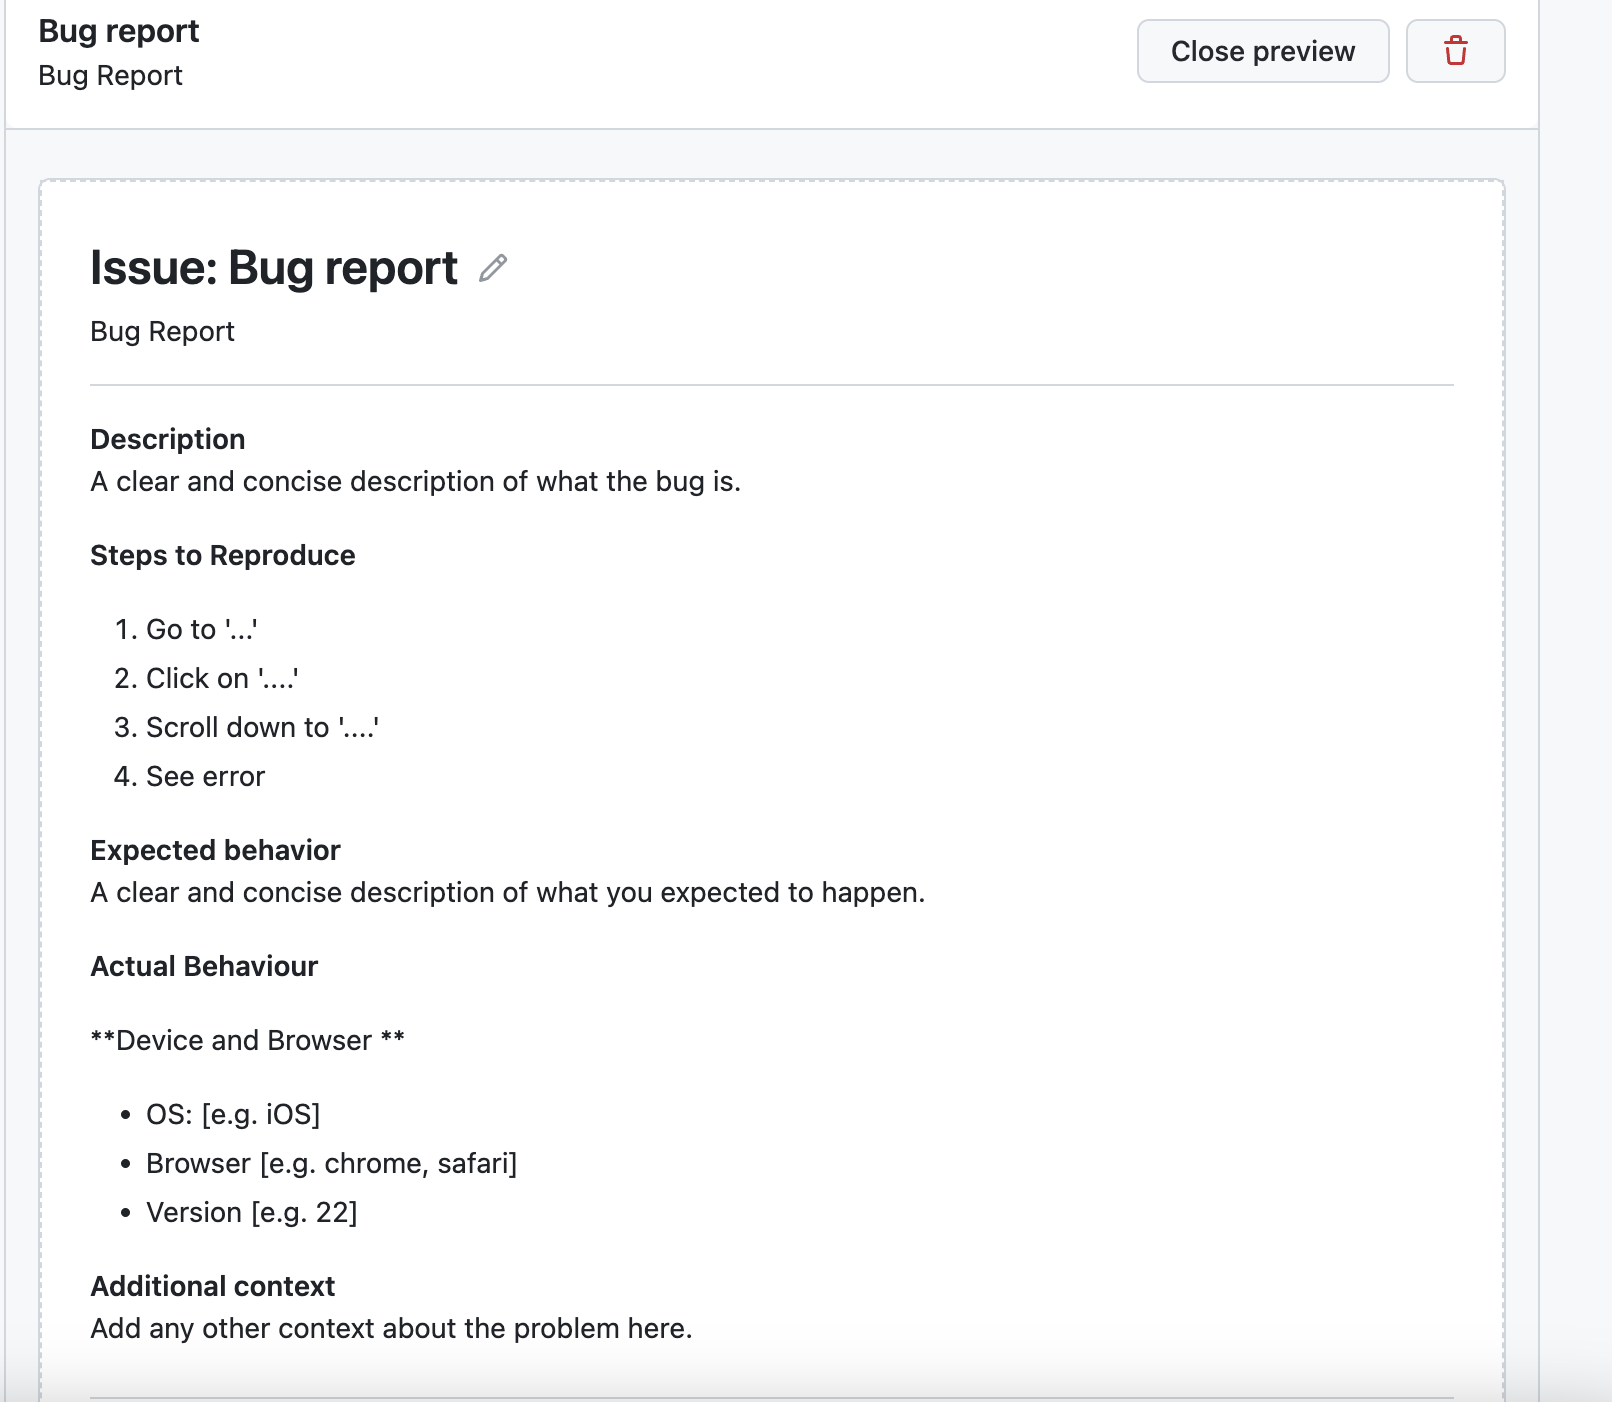 Bug report
Bug Report
Close preview
Issue: Bug report
Bug Report
Description
A clear and concise description of what the bug is.
Steps to Reproduce
1. Go to '...'
2. Click on '....'
3. Scroll down to '....'
4. See error
Expected behavior
A clear and concise description of what you expected to happen.
Actual Behaviour
**Device and Browser **
• OS: [e.g. iOS]
• Browser [e.g. chrome, safari]
• Version [e.g. 22]
Additional context
Add any other context about the problem here.